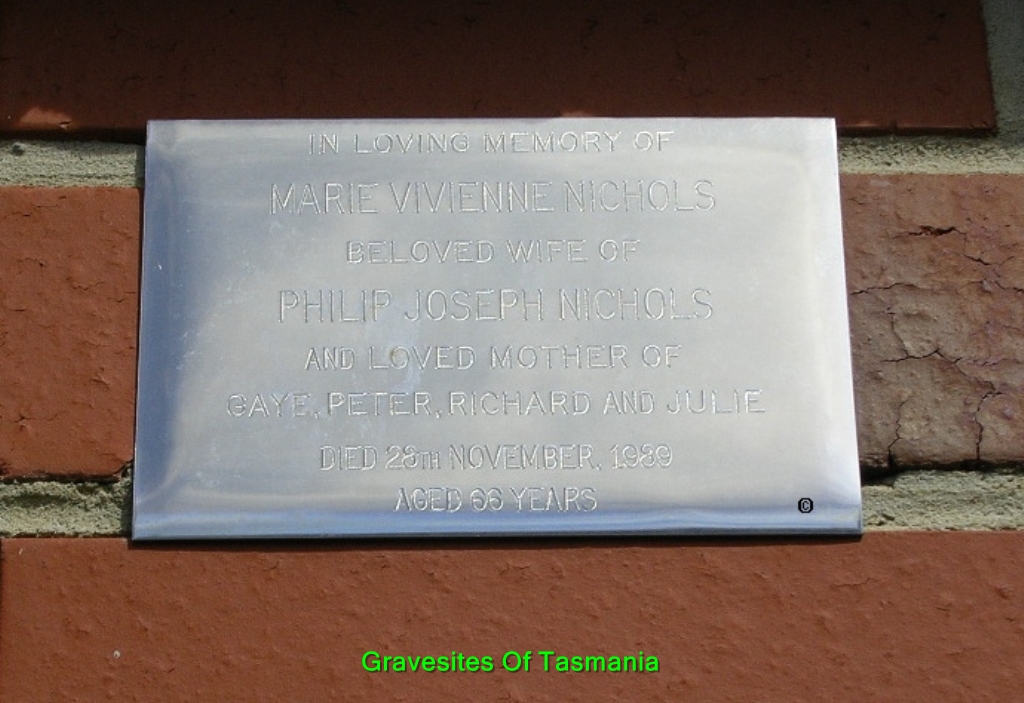 IN LOVING MEMORY OF
MARIE VIVIENNE NICHOLS
BELOVED WIFE OF
PHILIP JOSEPH NICHOLS
AND LOVED MOTHER OF
GAYE, PETER, RICHARD AND JULIE
DIED 28TH NOVEMBER, 1989
AGED 66 YEARS
©
Gravesites Of Tasmania